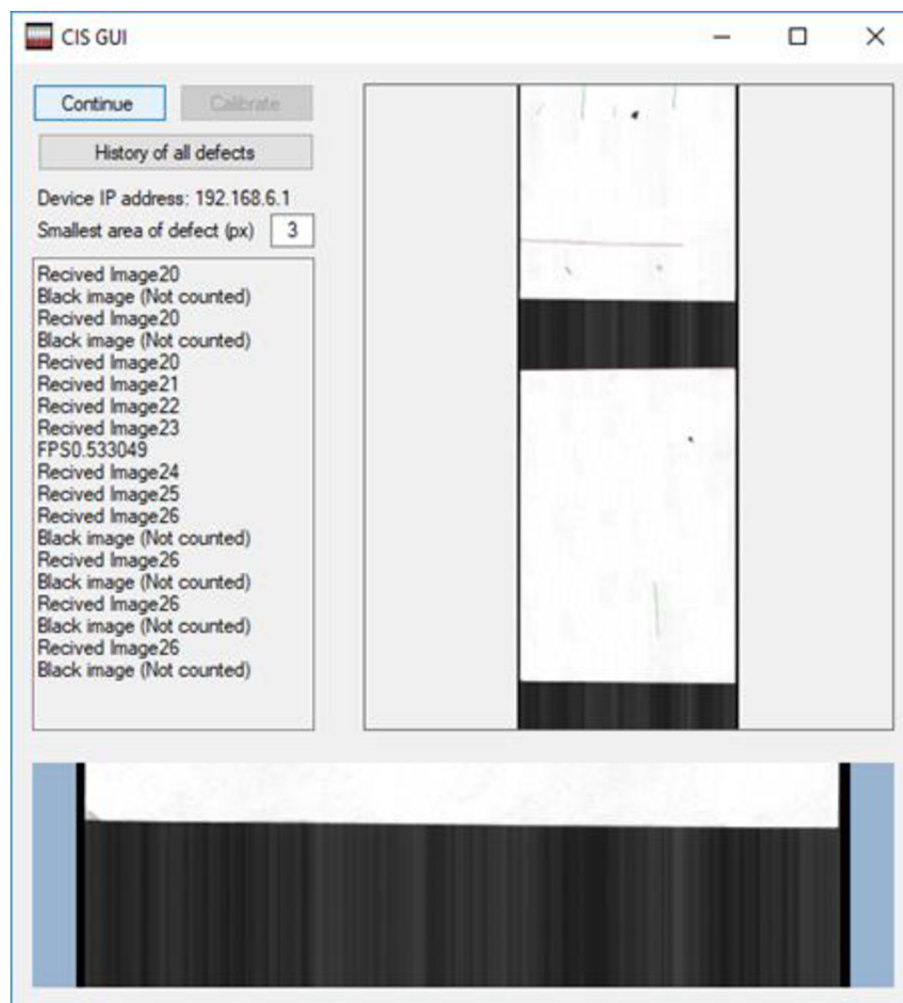 CIS GUI
Continue
Calibrate
History of all defects
Device IP address: 192.168.6.1
Smallest area of defect (px) 3
Recived Image20
Black image (Not counted)
Recived Image20
Black image (Not counted)
Recived Image20
Recived Image21
Recived Image22
Recived Image23
FPS0.533049
Recived Image24
Recived Image25
Recived Image26
Black image (Not counted)
Recived Image26
Black image (Not counted)
Recived Image26
Black image (Not counted)
Recived Image26
Black image (Not counted)